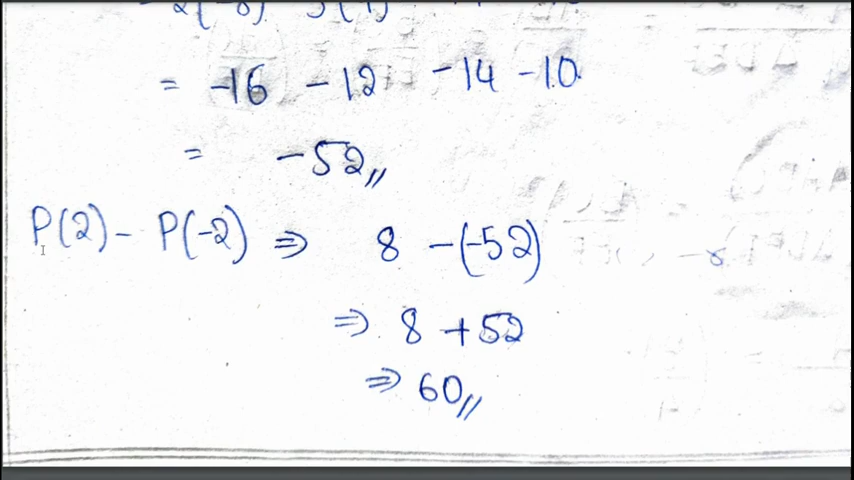 = -16 -12 -14 -10
= -52//
P(2) - P(-2) ⇒ 8 -(-52)
⇒ 8 +52
⇒ 60//